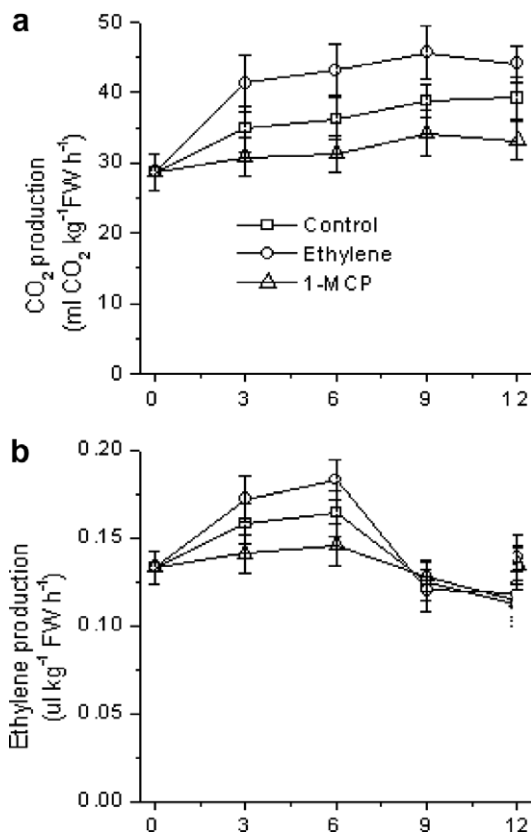 a
50
40
30
20
10
0
CO₂ production
(ml CO₂ kg⁻¹FW h⁻¹)
Control
Ethylene
1-MCP
0 3 6 9 12
b
0.20
0.15
0.10
0.05
0.00
Ethylene production
(ul kg⁻¹ FW h⁻¹)
0 3 6 9 12